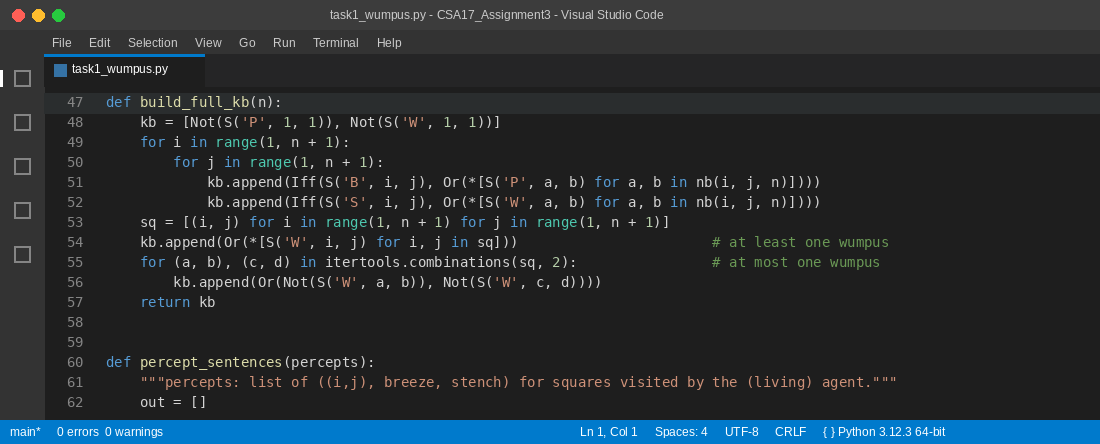 task1_wumpus.py - CSA17_Assignment3 - Visual Studio Code
File Edit Selection View Go Run Terminal Help
task1_wumpus.py
47 def build_full_kb(n):
48     kb = [Not(S('P', 1, 1)), Not(S('W', 1, 1))]
49     for i in range(1, n + 1):
50         for j in range(1, n + 1):
51             kb.append(Iff(S('B', i, j), Or(*[S('P', a, b) for a, b in nb(i, j, n)])))
52             kb.append(Iff(S('S', i, j), Or(*[S('W', a, b) for a, b in nb(i, j, n)])))
53     sq = [(i, j) for i in range(1, n + 1) for j in range(1, n + 1)]
54     kb.append(Or(*[S('W', i, j) for i, j in sq]))                       # at least one wumpus
55     for (a, b), (c, d) in itertools.combinations(sq, 2):                # at most one wumpus
56         kb.append(Or(Not(S('W', a, b)), Not(S('W', c, d))))
57     return kb
58
59
60 def percept_sentences(percepts):
61     """percepts: list of ((i,j), breeze, stench) for squares visited by the (living) agent."""
62     out = []
main* 0 errors 0 warnings Ln 1, Col 1 Spaces: 4 UTF-8 CRLF { } Python 3.12.3 64-bit